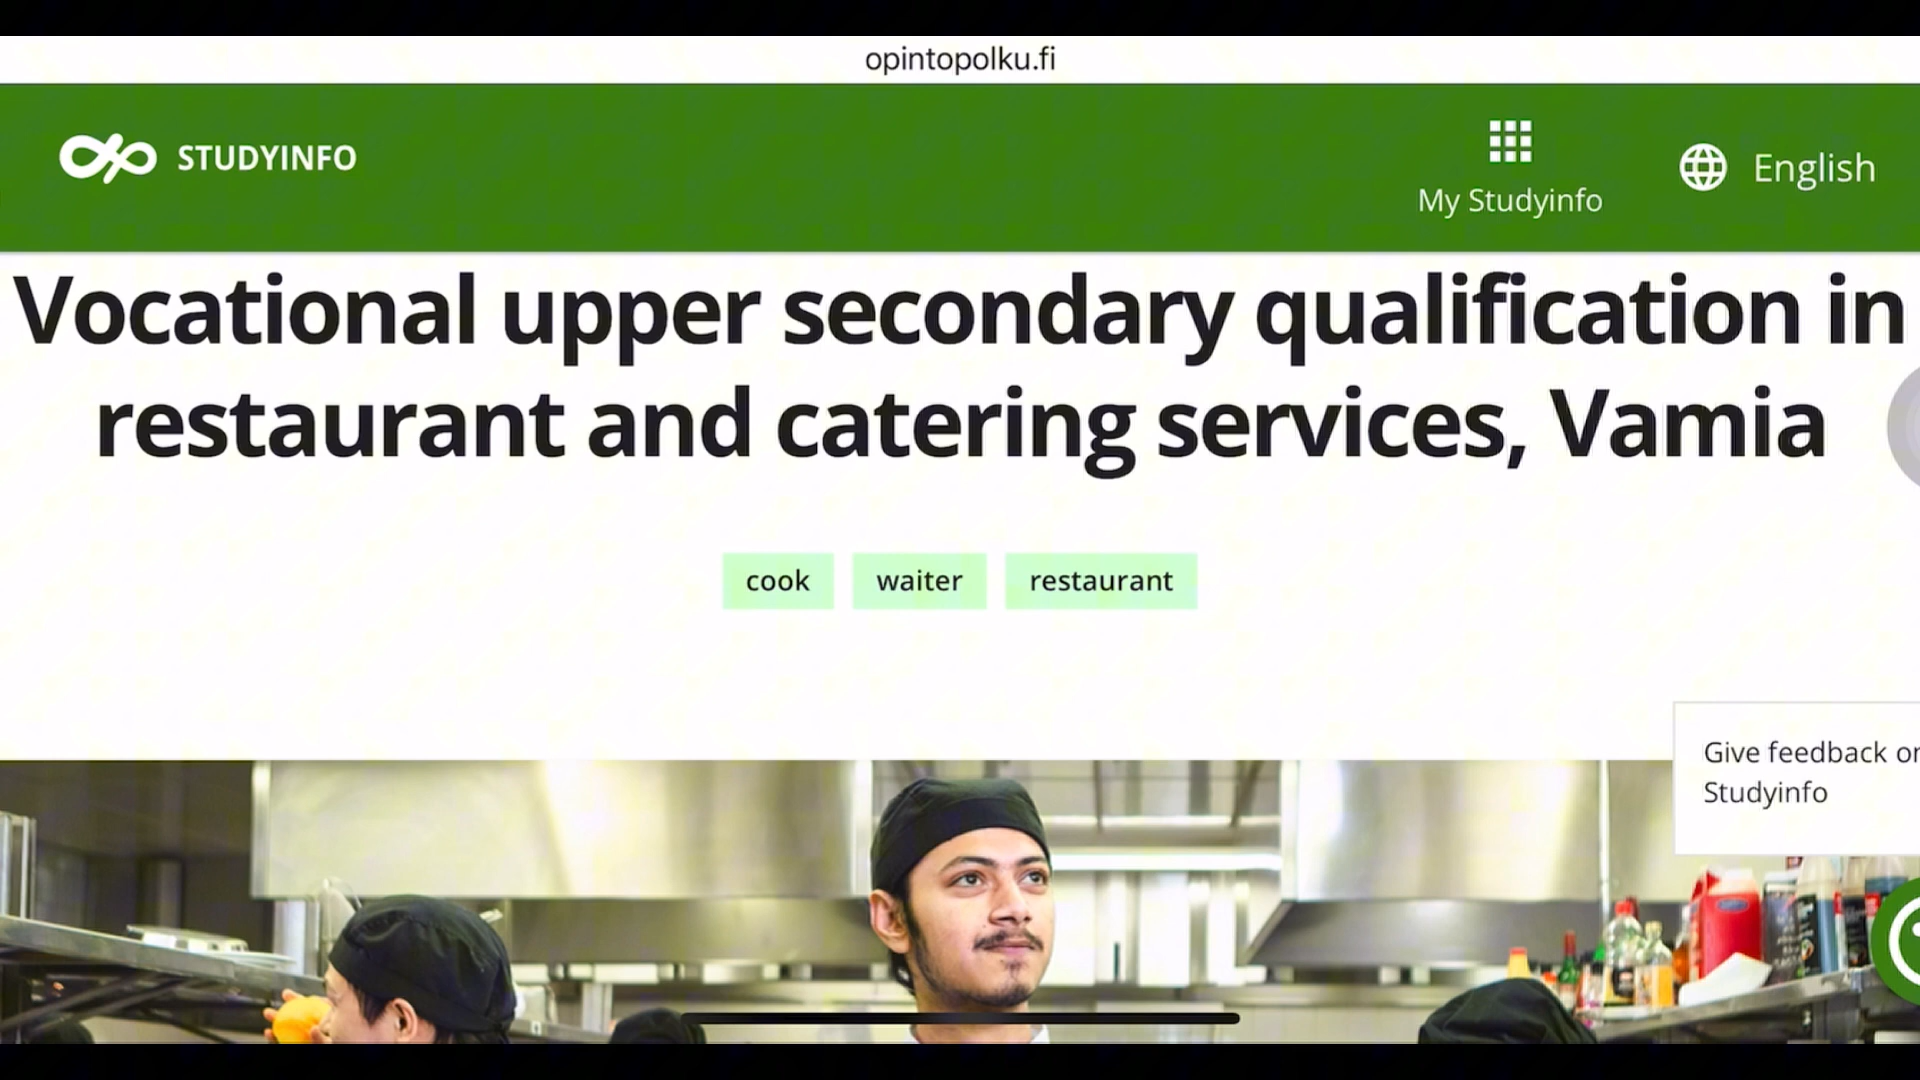 opintopolku.fi
STUDYINFO
My Studyinfo
English
Vocational upper secondary qualification in
restaurant and catering services, Vamia
cook
waiter
restaurant
Give feedback on
Studyinfo